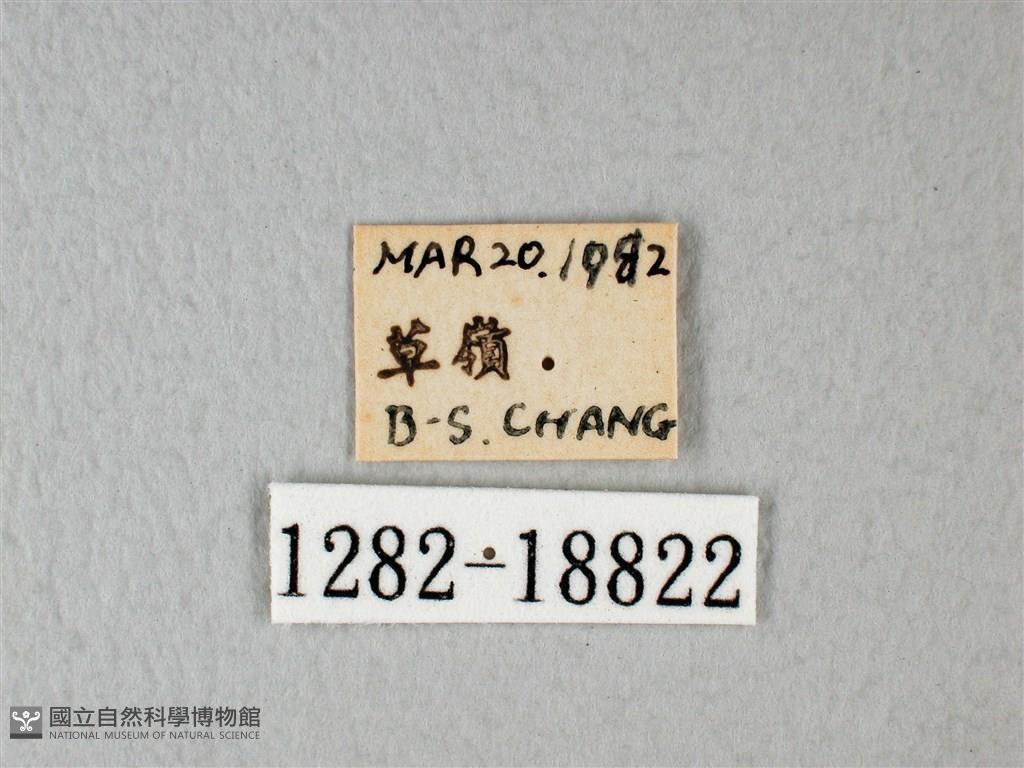 MAR 20. 1982
草嶺
B-S. CHANG
1282-18822
國立自然科學博物館
NATIONAL MUSEUM OF NATURAL SCIENCE